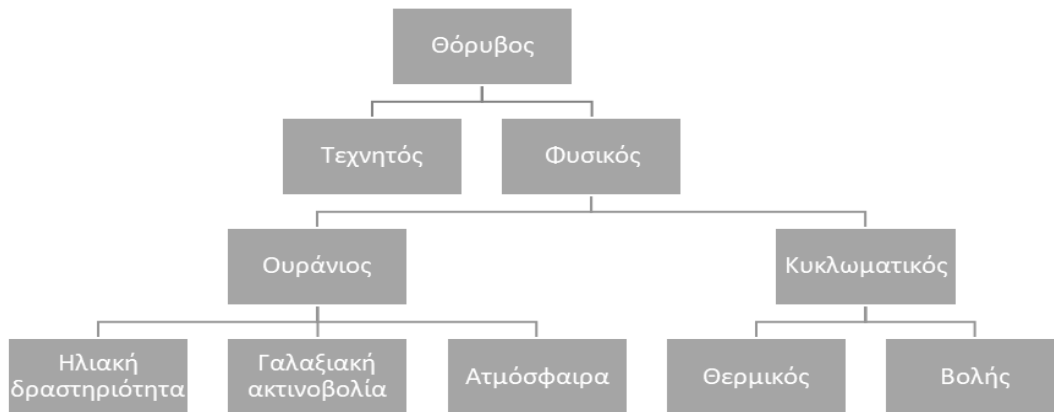 Θόρυβος
Τεχνητός
Φυσικός
Ουράνιος
Κυκλωματικός
Ηλιακή
δραστηριότητα
Γαλαξιακή
ακτινοβολία
Ατμόσφαιρα
Θερμικός
Βολής